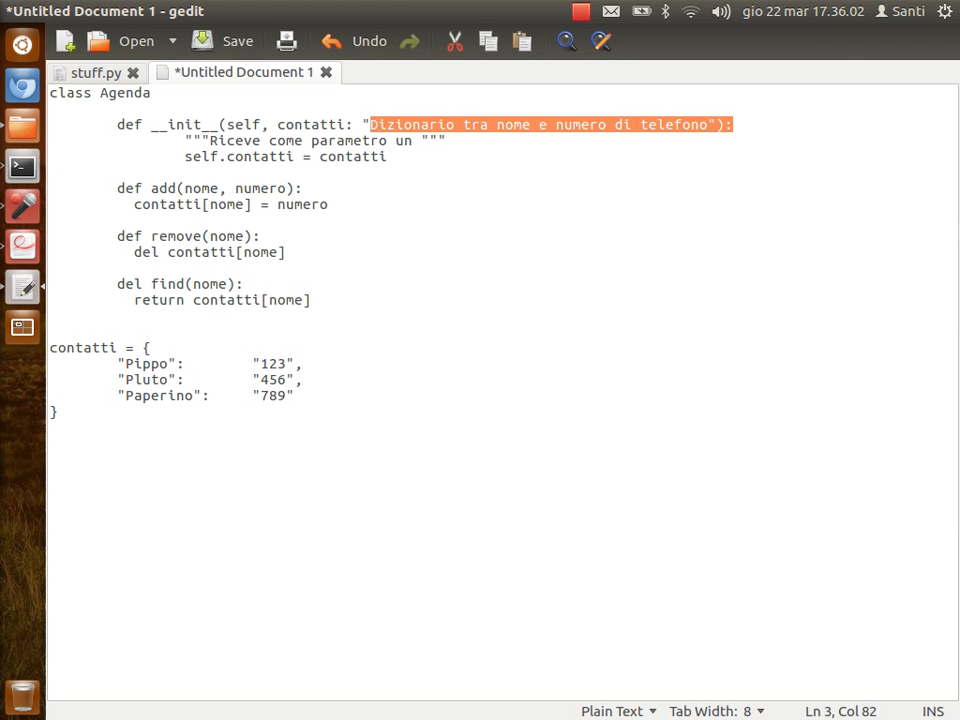 *Untitled Document 1 - gedit
gio 22 mar 17.36.02 Santi
Open Save Undo
stuff.py *Untitled Document 1
class Agenda
def __init__(self, contatti: "Dizionario tra nome e numero di telefono"):
"""Riceve come parametro un """
self.contatti = contatti
def add(nome, numero):
contatti[nome] = numero
def remove(nome):
del contatti[nome]
del find(nome):
return contatti[nome]
contatti = {
"Pippo": "123",
"Pluto": "456",
"Paperino": "789"
}
Plain Text Tab Width: 8 Ln 3, Col 82 INS